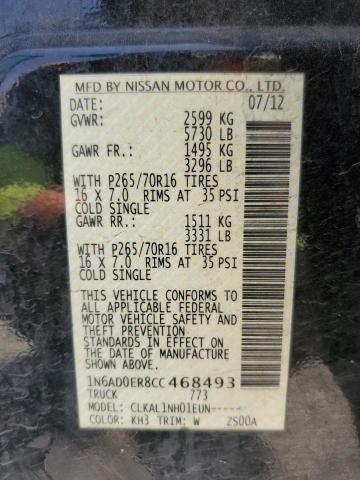 MFD BY NISSAN MOTOR CO., LTD.
DATE: 07/12
GVWR: 2599 KG
5730 LB
GAWR FR.: 1495 KG
3296 LB
WITH P265/70R16 TIRES
16 X 7.0 RIMS AT 35 PSI
COLD SINGLE
GAWR RR.: 1511 KG
3331 LB
WITH P265/70R16 TIRES
16 X 7.0 RIMS AT 35 PSI
COLD SINGLE
THIS VEHICLE CONFORMS TO
ALL APPLICABLE FEDERAL
MOTOR VEHICLE SAFETY
AND THEFT PREVENTION
STANDARDS IN EFFECT ON
THE DATE OF MANUFACTURE
SHOWN ABOVE.
1N6AD0ER8CC468493
TRUCK 773
MODEL: CLKAL1NH01EUN-----
COLOR: KH3 TRIM: W 2S00A